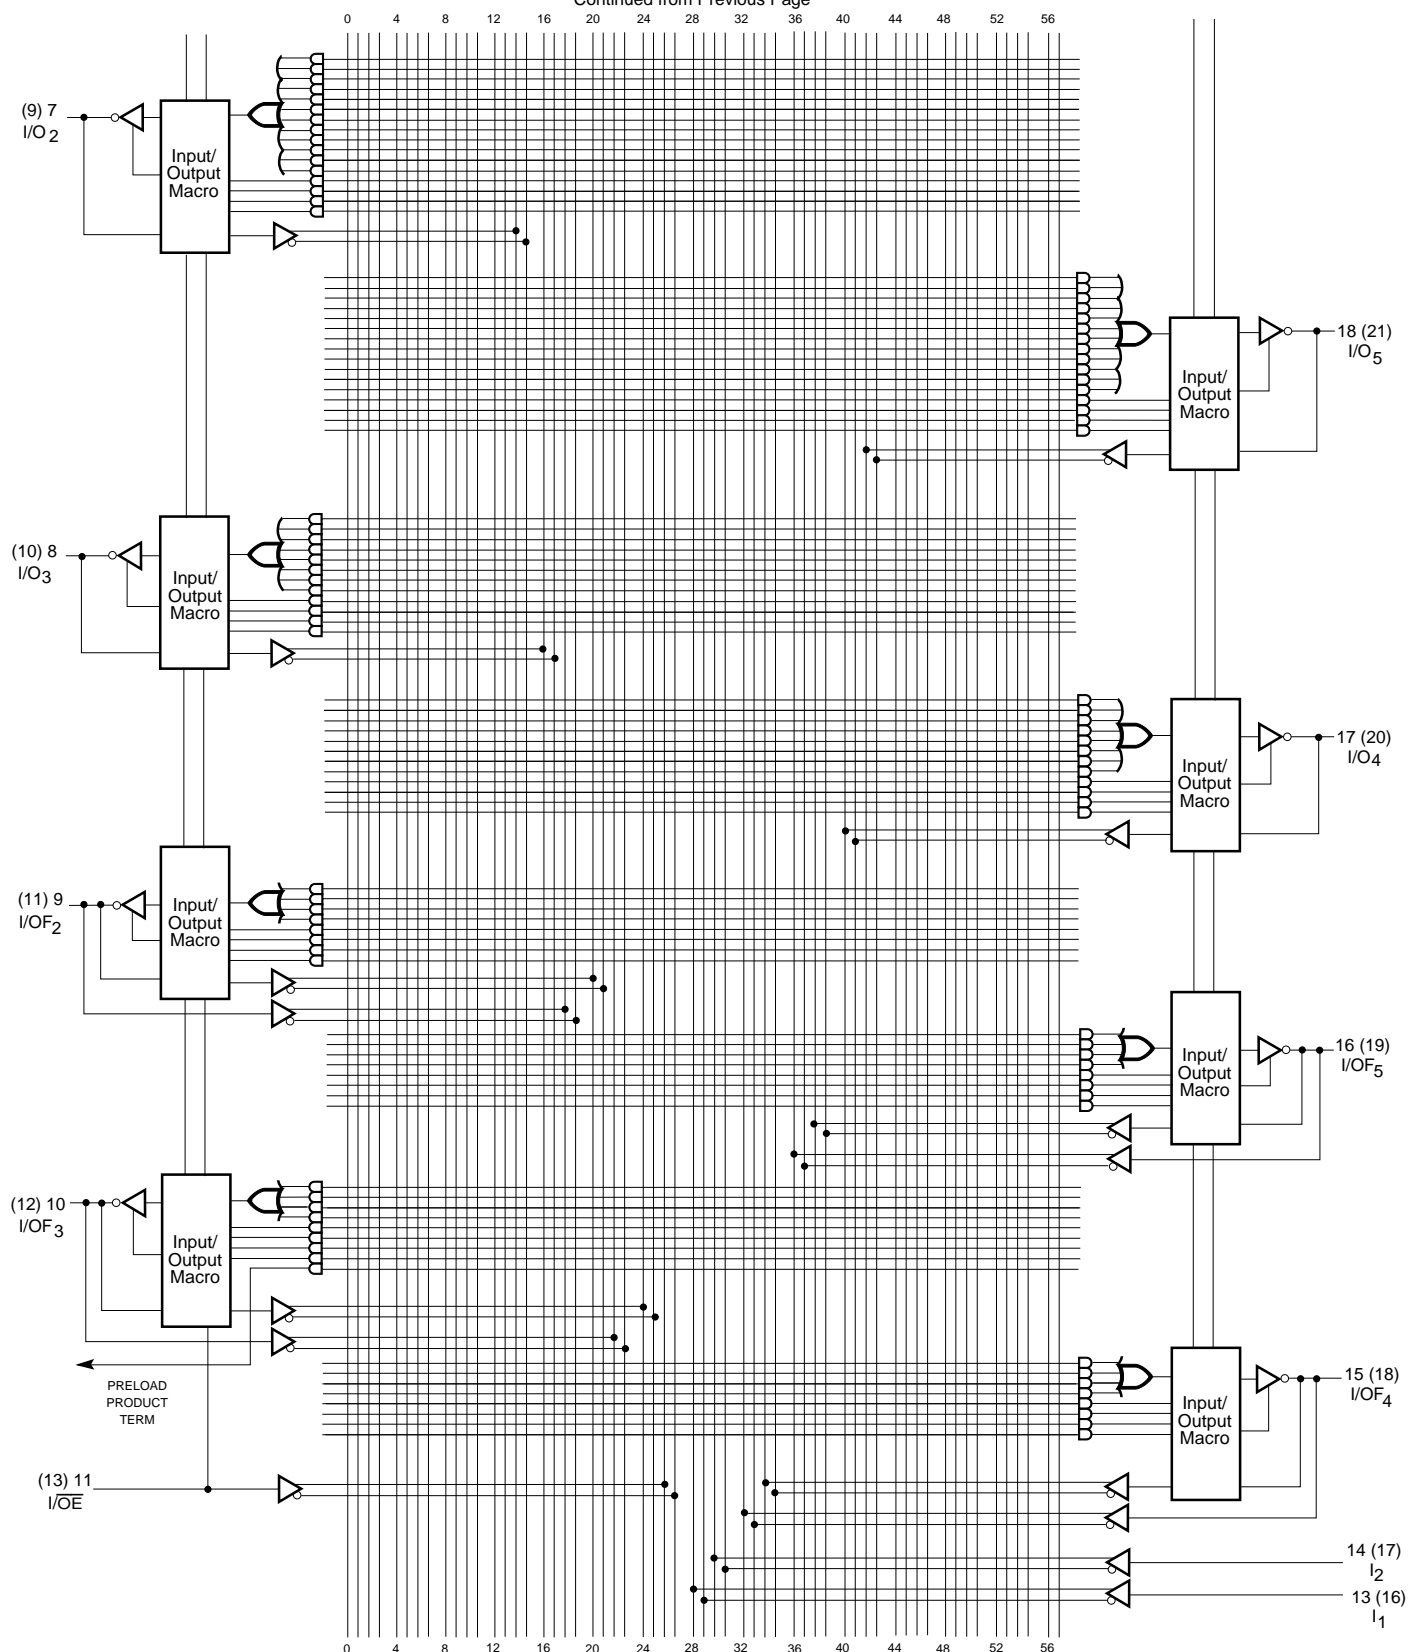 Continued from Previous Page
0 4 8 12 16 20 24 28 32 36 40 44 48 52 56
(9) 7
I/O2
Input/
Output
Macro
18 (21)
I/O5
Input/
Output
Macro
(10) 8
I/O3
Input/
Output
Macro
17 (20)
I/O4
Input/
Output
Macro
(11) 9
I/OF2
Input/
Output
Macro
16 (19)
I/OF5
Input/
Output
Macro
(12) 10
I/OF3
Input/
Output
Macro
PRELOAD
PRODUCT
TERM
15 (18)
I/OF4
Input/
Output
Macro
(13) 11
I/OE
14 (17)
I2
13 (16)
I1
0 4 8 12 16 20 24 28 32 36 40 44 48 52 56